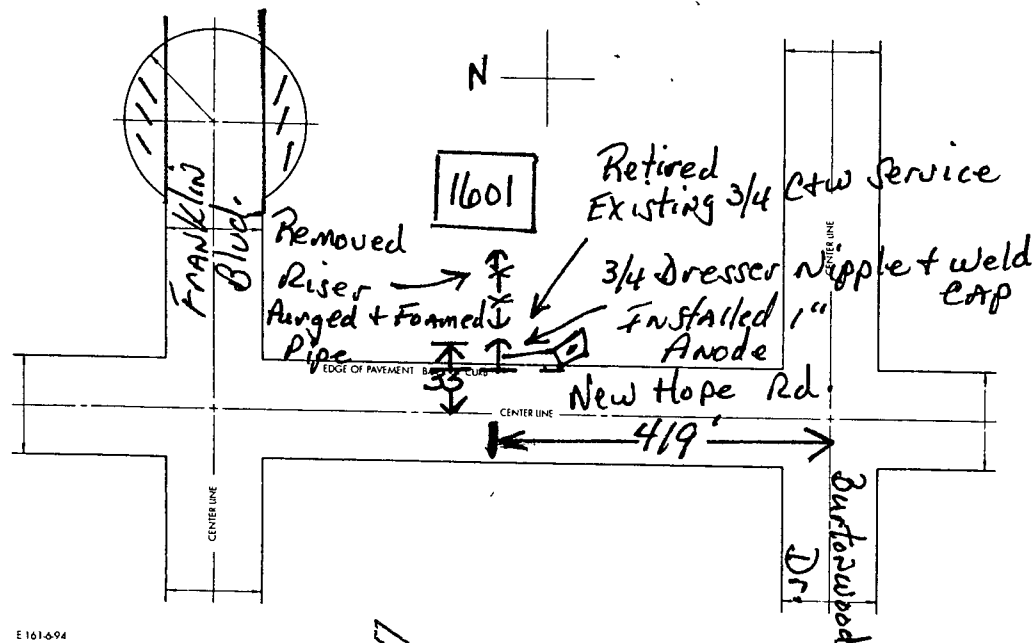 N
1601
Retired
Existing 3/4 C+W Service
Franklin
Blvd.
Removed
Riser
Purged + Foamed
Pipe
3/4 Dresser Nipple + Weld
CAP
Installed 1"
Anode
EDGE OF PAVEMENT
CURB
33
CENTER LINE
New Hope Rd.
419'
CENTER LINE
CENTER LINE
Burtonwood
Dr.
E 161-6-94